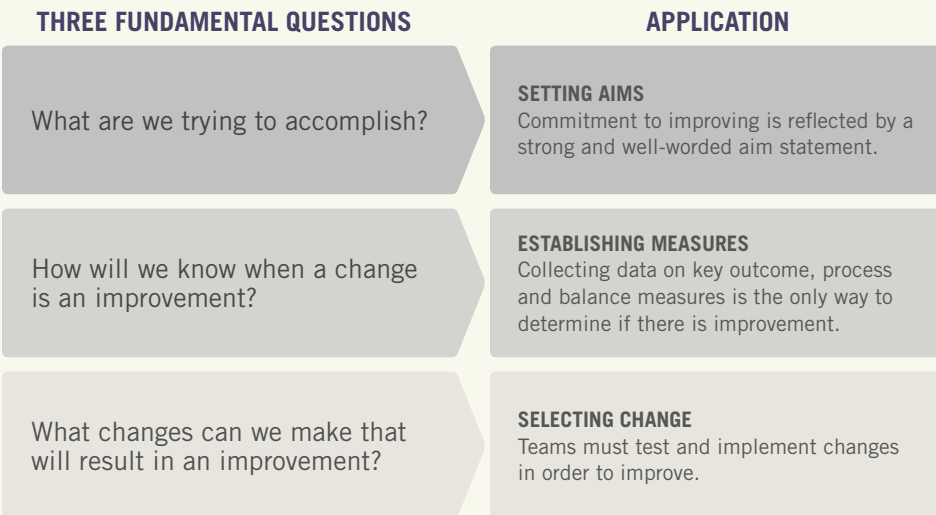 THREE FUNDAMENTAL QUESTIONS
APPLICATION
What are we trying to accomplish?
SETTING AIMS
Commitment to improving is reflected by a
strong and well-worded aim statement.
How will we know when a change
is an improvement?
ESTABLISHING MEASURES
Collecting data on key outcome, process
and balance measures is the only way to
determine if there is improvement.
What changes can we make that
will result in an improvement?
SELECTING CHANGE
Teams must test and implement changes
in order to improve.